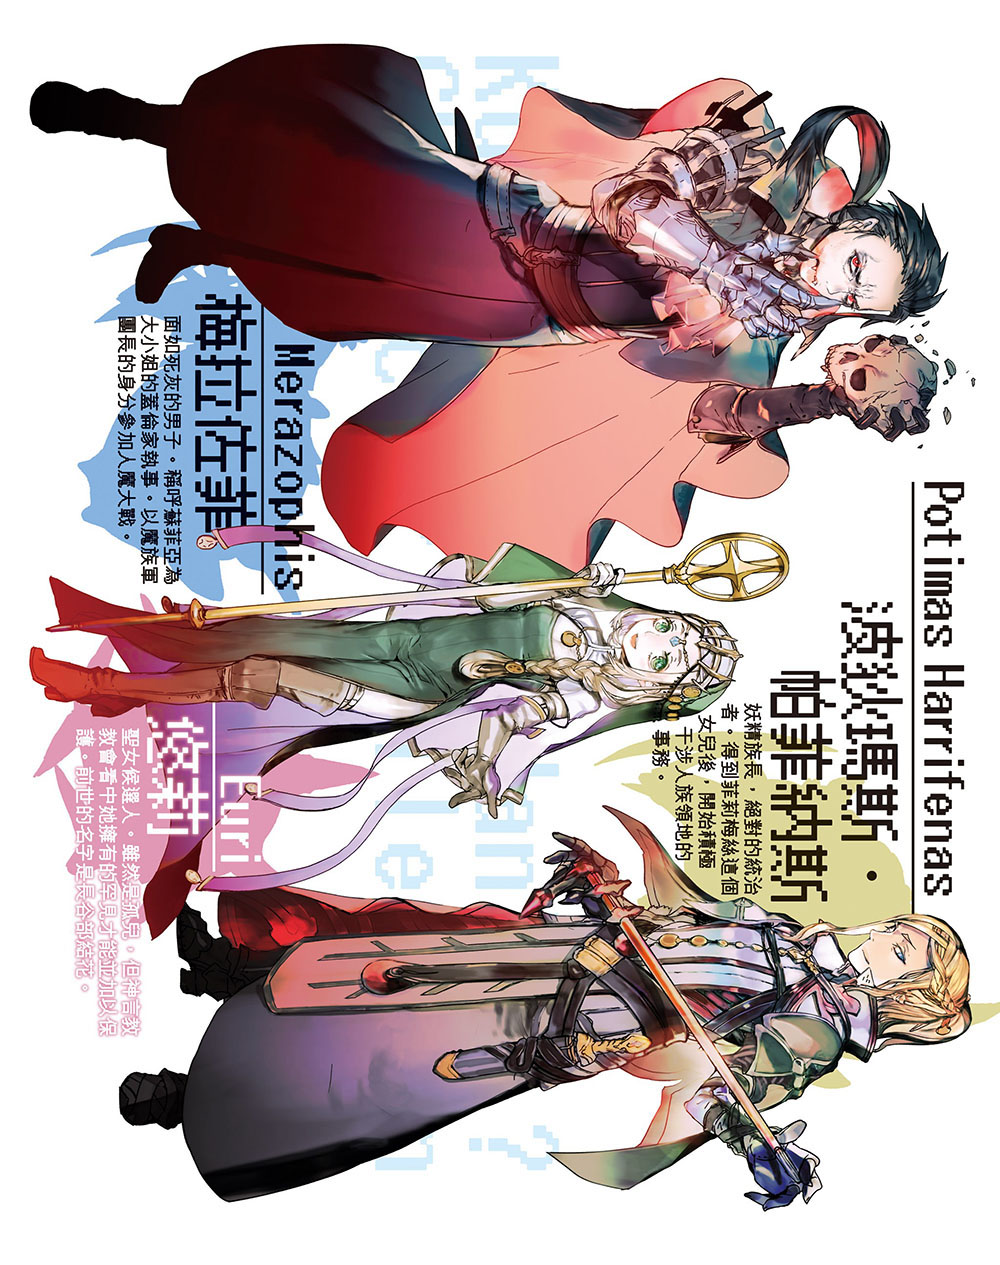 Merazophis
梅拉佐菲
面如死灰的男子。稱呼蘇菲亞為
大小姐的蓋倫家執事。以魔族軍
團長的身分參加人魔大戰。
Potimas Harrifenas
波狄瑪斯・
帕菲納斯
妖精族長,絕對的統治
者。得到菲莉梅絲這個
女兒後,開始積極
干涉人族領地的
事務。
Euri
悠莉
聖女候選人。雖然是孤兒,但神言教
教會看中她擁有的罕見才能並加以保
護。前世的名字是長谷部結花。